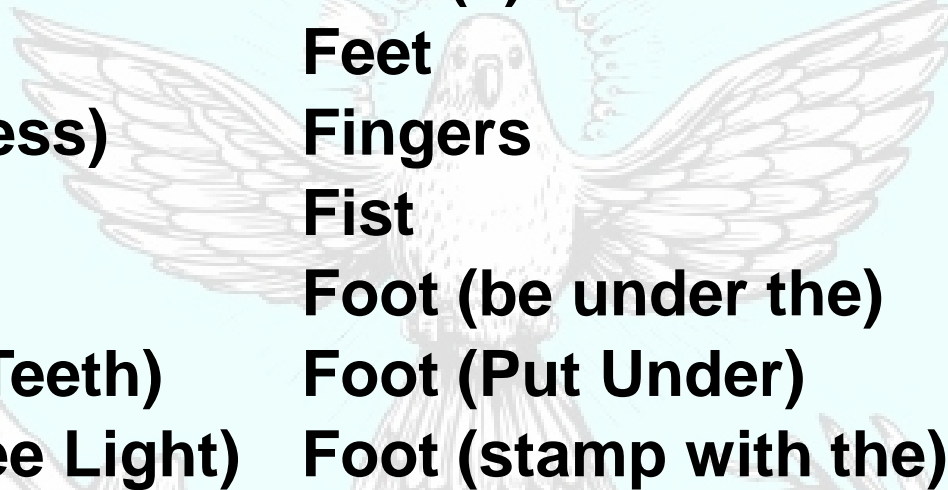 Feet
ess) Fingers
Fist
Foot (be under the)
Teeth) Foot (Put Under)
ee Light) Foot (stamp with the)